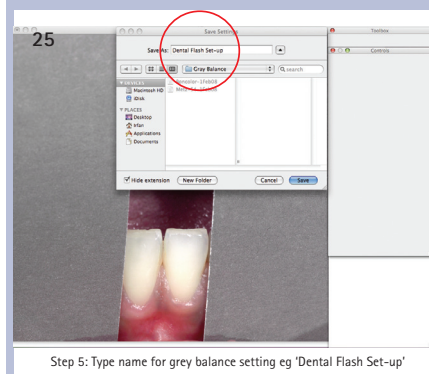 25
Save Settings
Toolbox
Save As: Dental Flash Set-up
Controls
Gray Balance
search
DEVICES
Macintosh HD
iDisk
PLACES
Desktop
Irfan
Applications
Documents
Hide extension
New Folder
Cancel
Save
Step 5: Type name for grey balance setting eg 'Dental Flash Set-up'